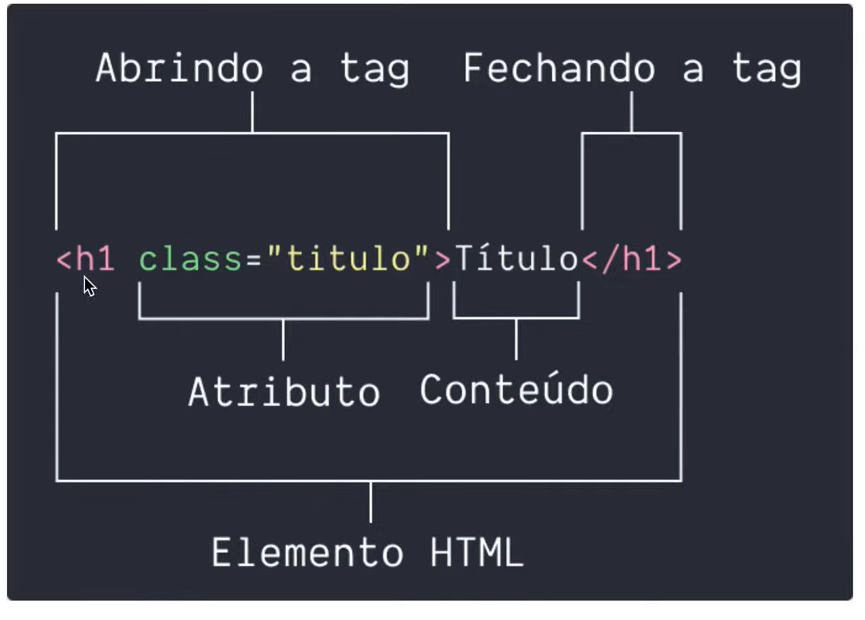 Abrindo a tag Fechando a tag
<h1 class="titulo">Título</h1>
Atributo Conteúdo
Elemento HTML